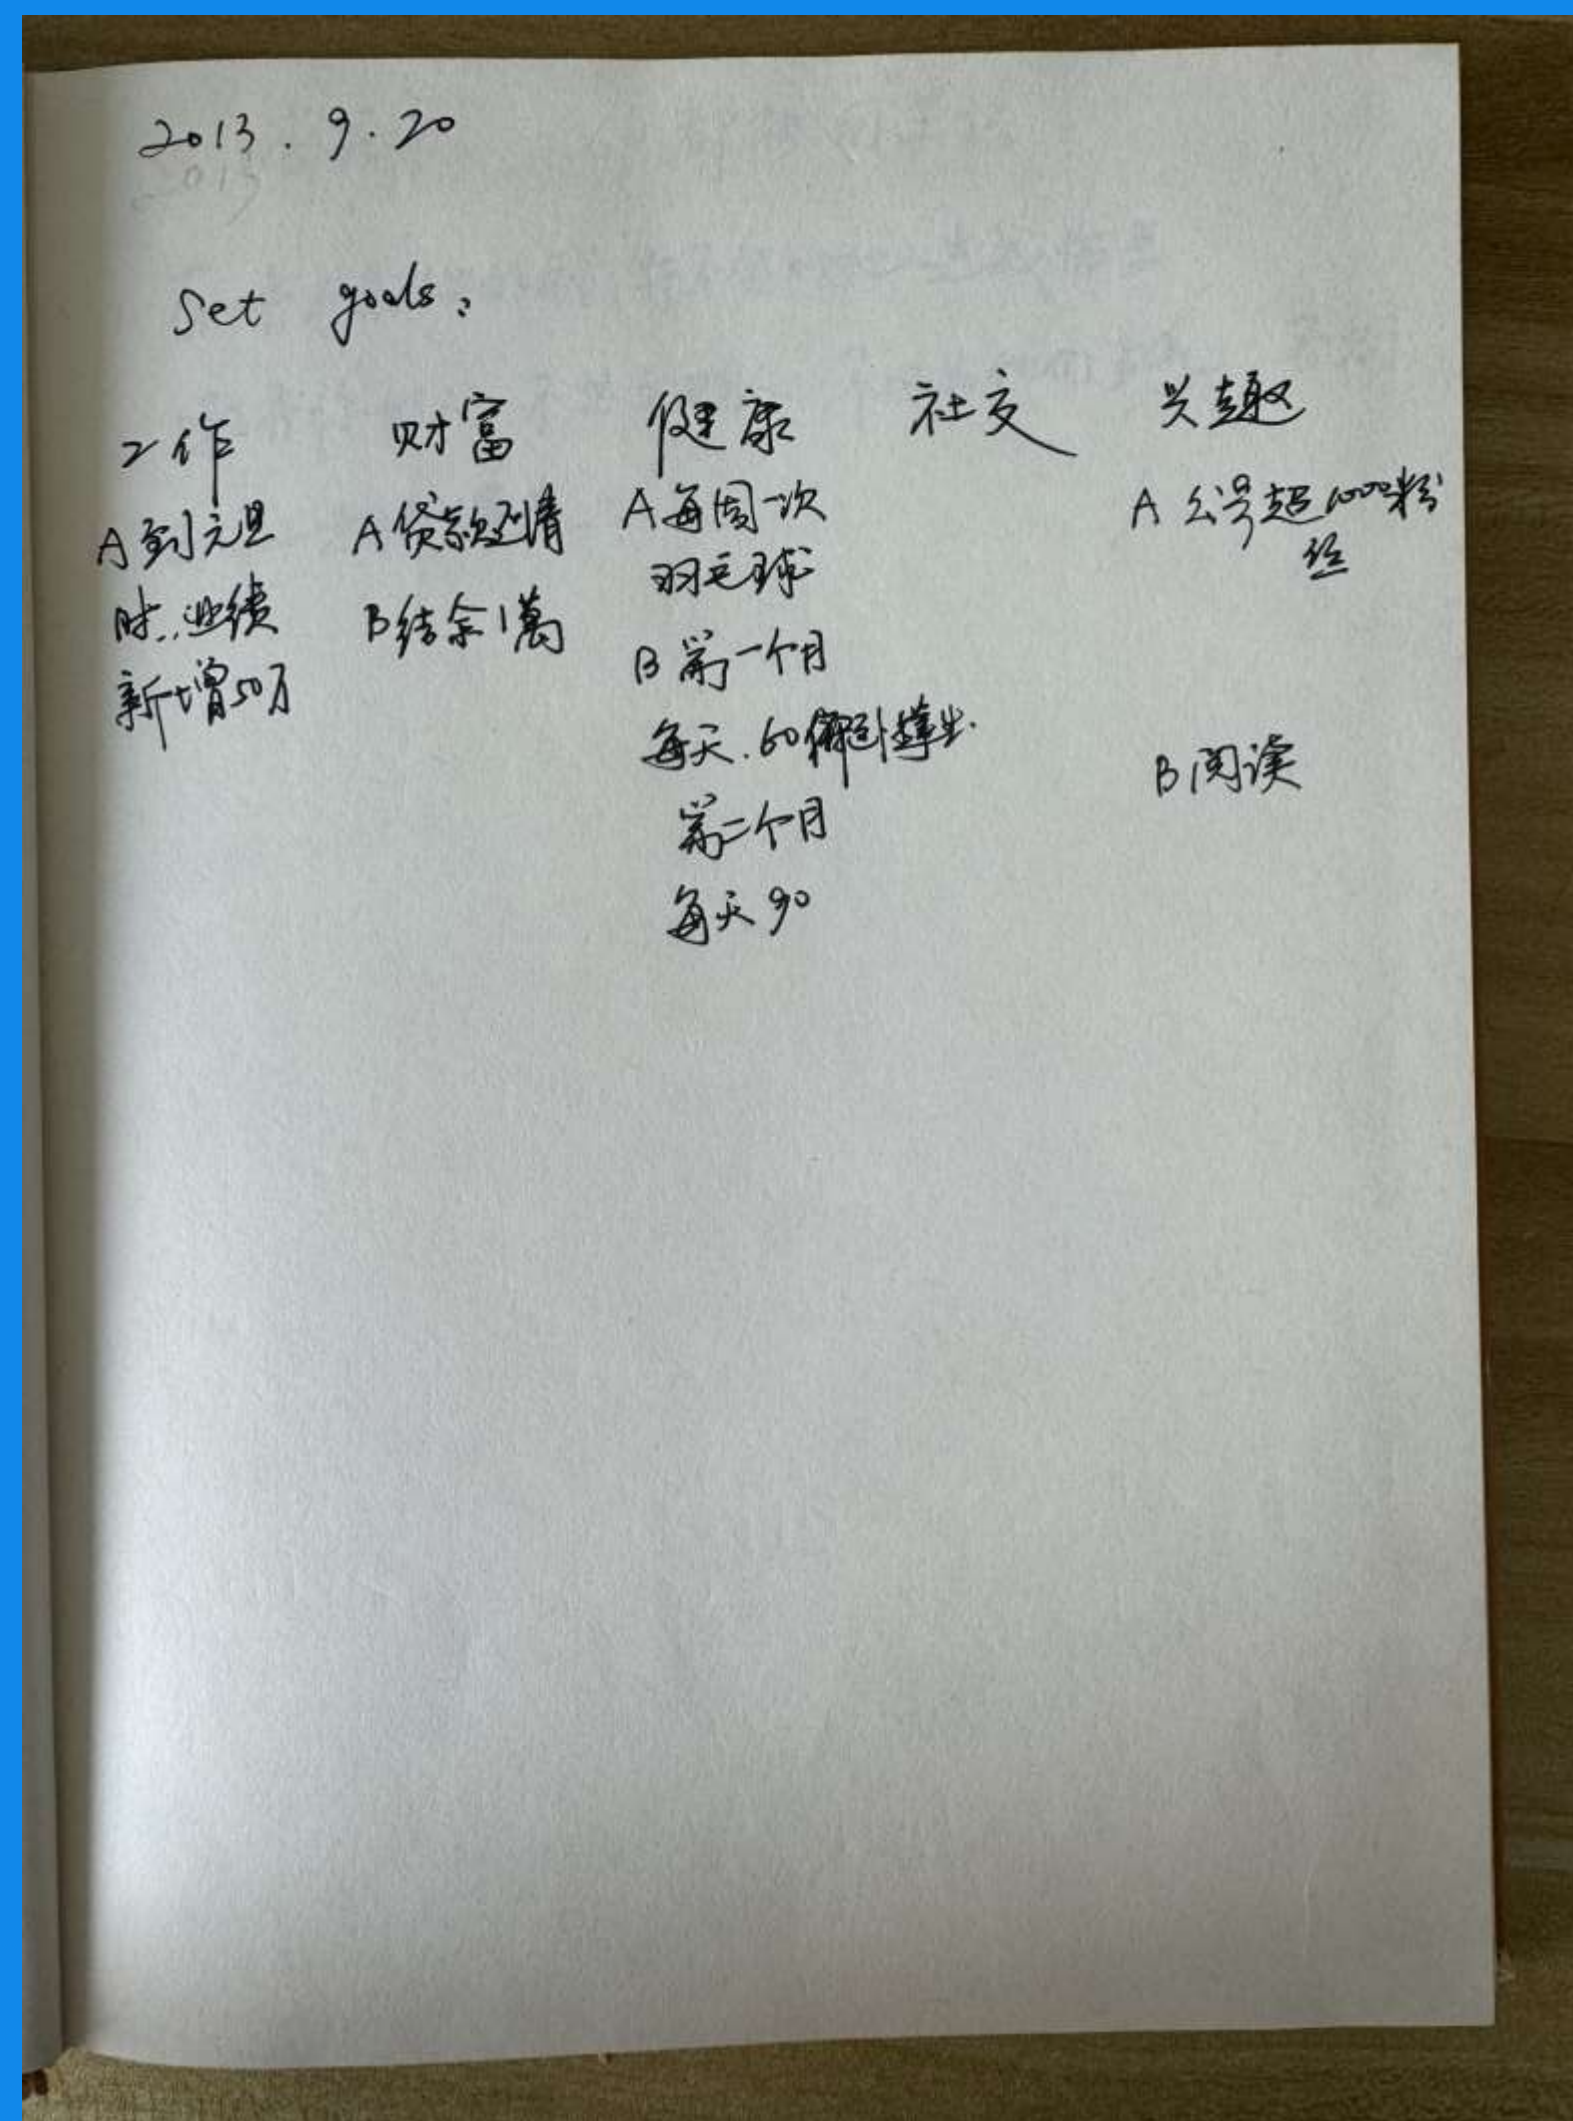 2013.9.20
Set goals:
工作 财富 健康 社交 兴趣
A到元旦
时,业绩
新增50万
A贷款还清
B结余1萬
A每周一次
羽毛球
B第一个月
每天.60俯卧撑
第二个月
每天90
A 公号超1000粉
丝
B阅读